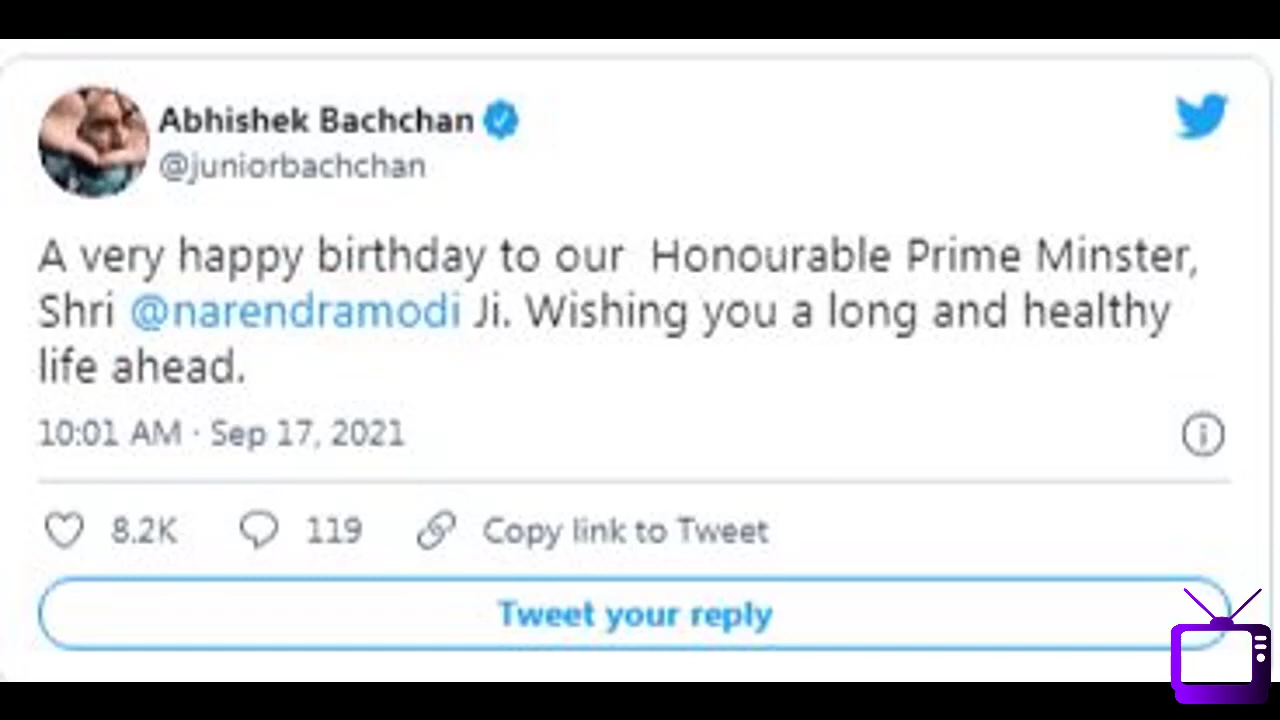 Abhishek Bachchan
@juniorbachchan
A very happy birthday to our  Honourable Prime Minster,
Shri @narendramodi Ji. Wishing you a long and healthy
life ahead.
10:01 AM · Sep 17, 2021
8.2K 119 Copy link to Tweet
Tweet your reply